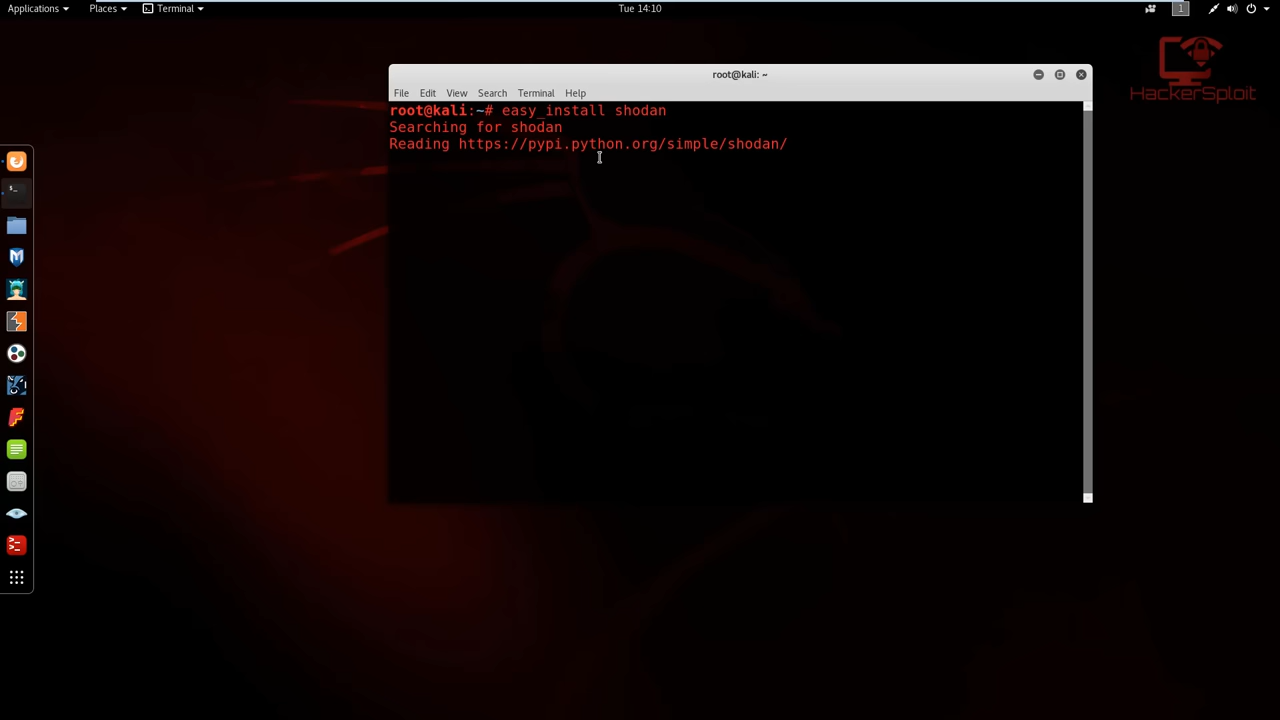 Applications Places Terminal Tue 14:10 1
HackerSploit
root@kali: ~
File Edit View Search Terminal Help
root@kali:~# easy_install shodan
Searching for shodan
Reading https://pypi.python.org/simple/shodan/